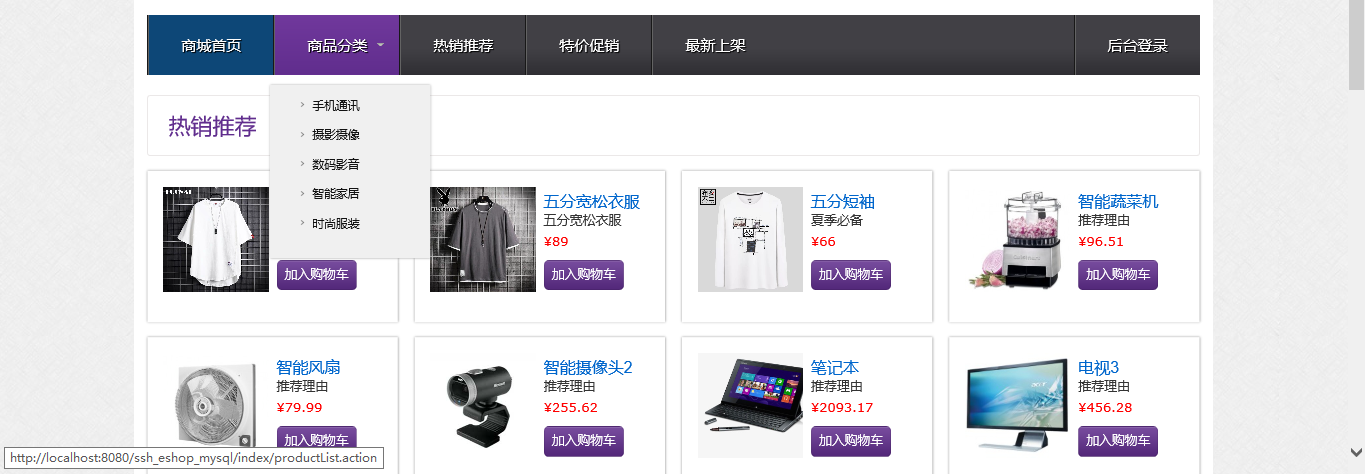 商城首页
商品分类
热销推荐
特价促销
最新上架
后台登录
手机通讯
摄影摄像
数码影音
智能家居
时尚服装
热销推荐
加入购物车
五分宽松衣服
五分宽松衣服
¥89
加入购物车
五分短袖
夏季必备
¥66
加入购物车
智能蔬菜机
推荐理由
¥96.51
加入购物车
智能风扇
推荐理由
¥79.99
加入购物车
智能摄像头2
推荐理由
¥255.62
加入购物车
笔记本
推荐理由
¥2093.17
加入购物车
电视3
推荐理由
¥456.28
加入购物车
http://localhost:8080/ssh_eshop_mysql/index/productList.action